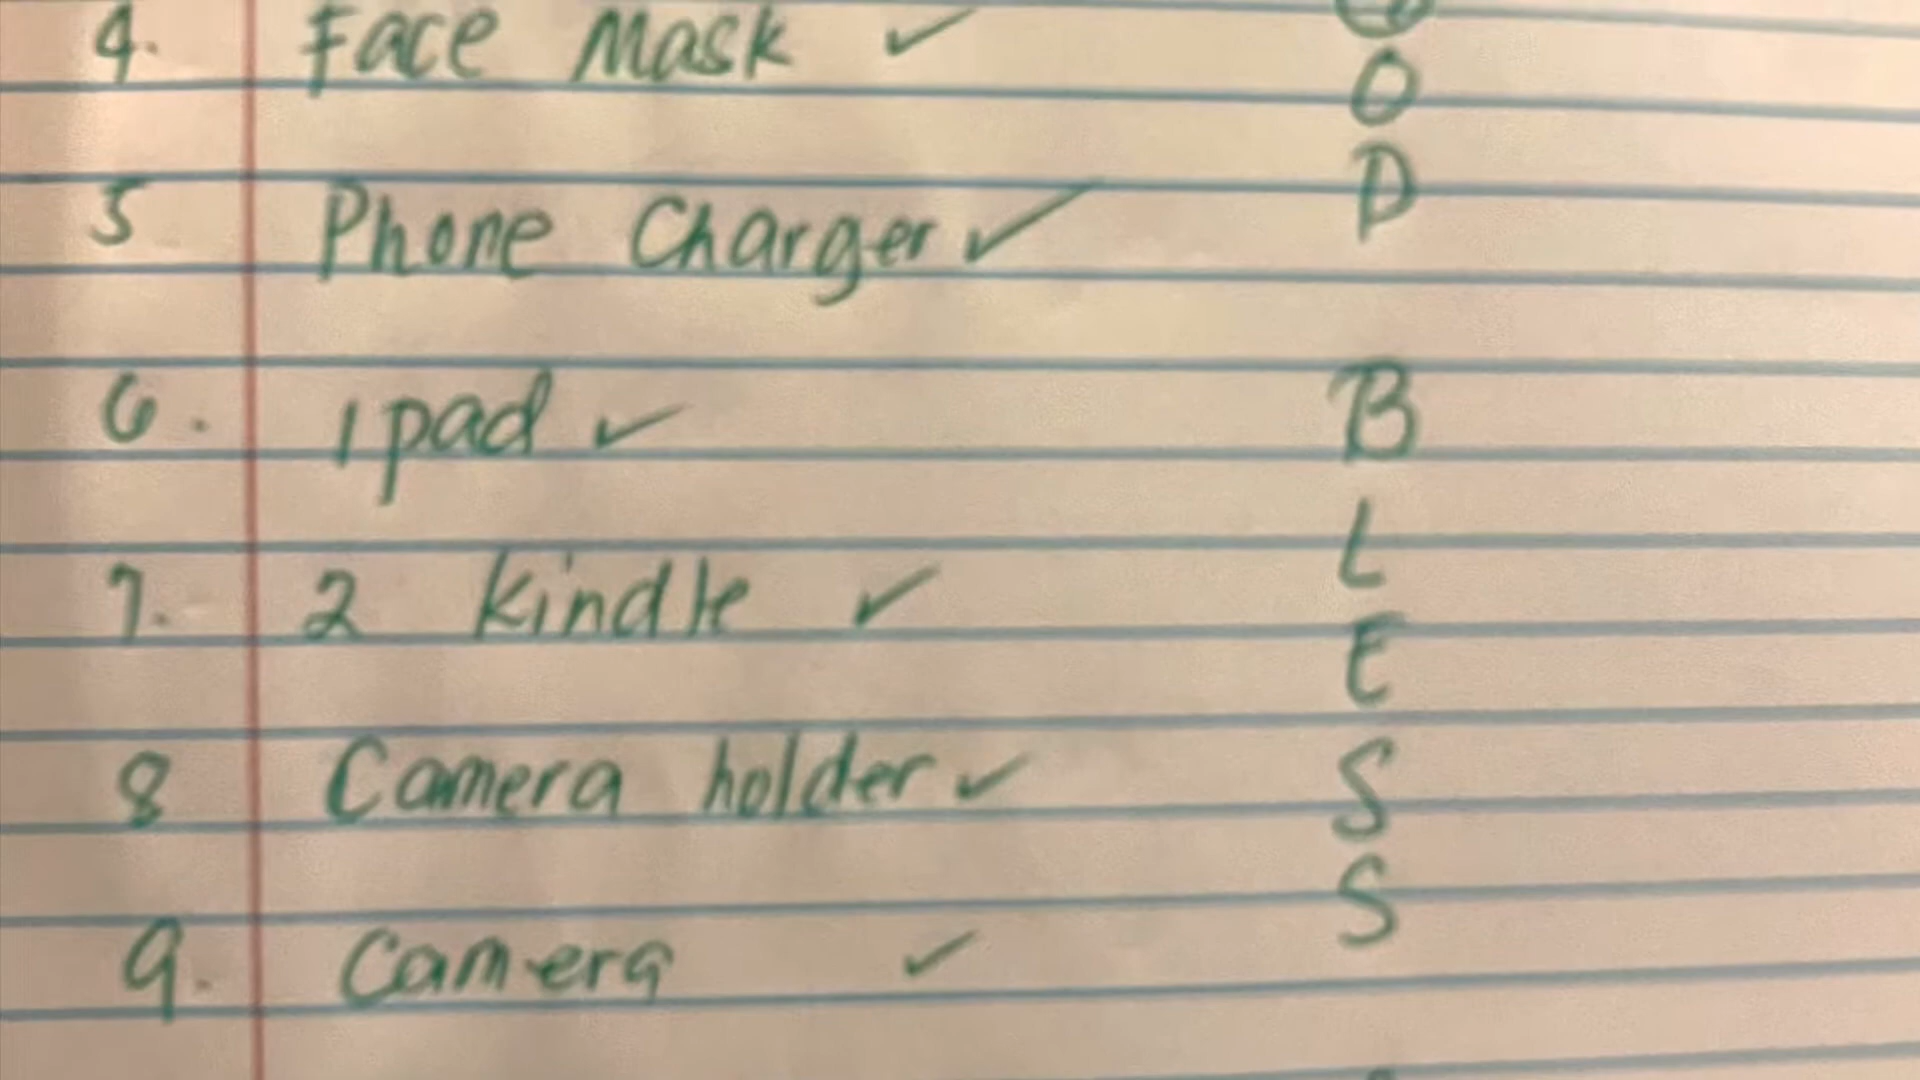 4. Face Mask ✓
5 Phone Charger ✓
6. ipad ✓
7. 2 Kindle ✓
8 Camera holder ✓
9. Camera ✓
O
D
B
L
E
S
S